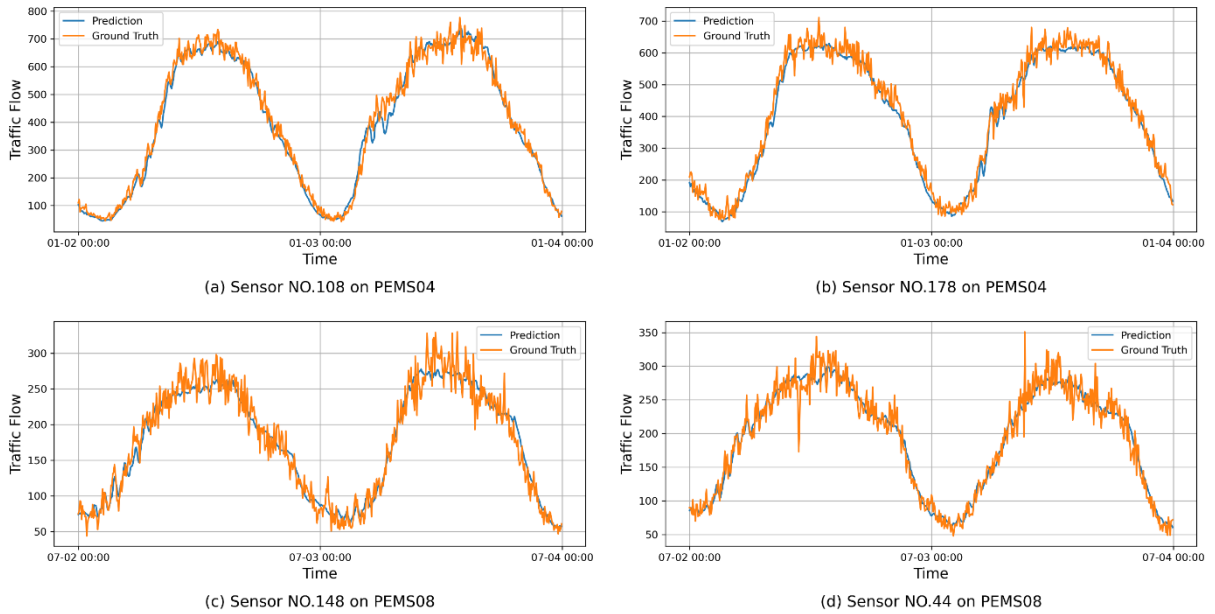 800
700
600
500
400
300
200
100
Traffic Flow
Prediction
Ground Truth
01-02 00:00
01-03 00:00
01-04 00:00
Time
(a) Sensor NO.108 on PEMS04
700
600
500
400
300
200
100
Traffic Flow
Prediction
Ground Truth
01-02 00:00
01-03 00:00
01-04 00:00
Time
(b) Sensor NO.178 on PEMS04
300
250
200
150
100
50
Traffic Flow
Prediction
Ground Truth
07-02 00:00
07-03 00:00
07-04 00:00
Time
(c) Sensor NO.148 on PEMS08
350
300
250
200
150
100
50
Traffic Flow
Prediction
Ground Truth
07-02 00:00
07-03 00:00
07-04 00:00
Time
(d) Sensor NO.44 on PEMS08